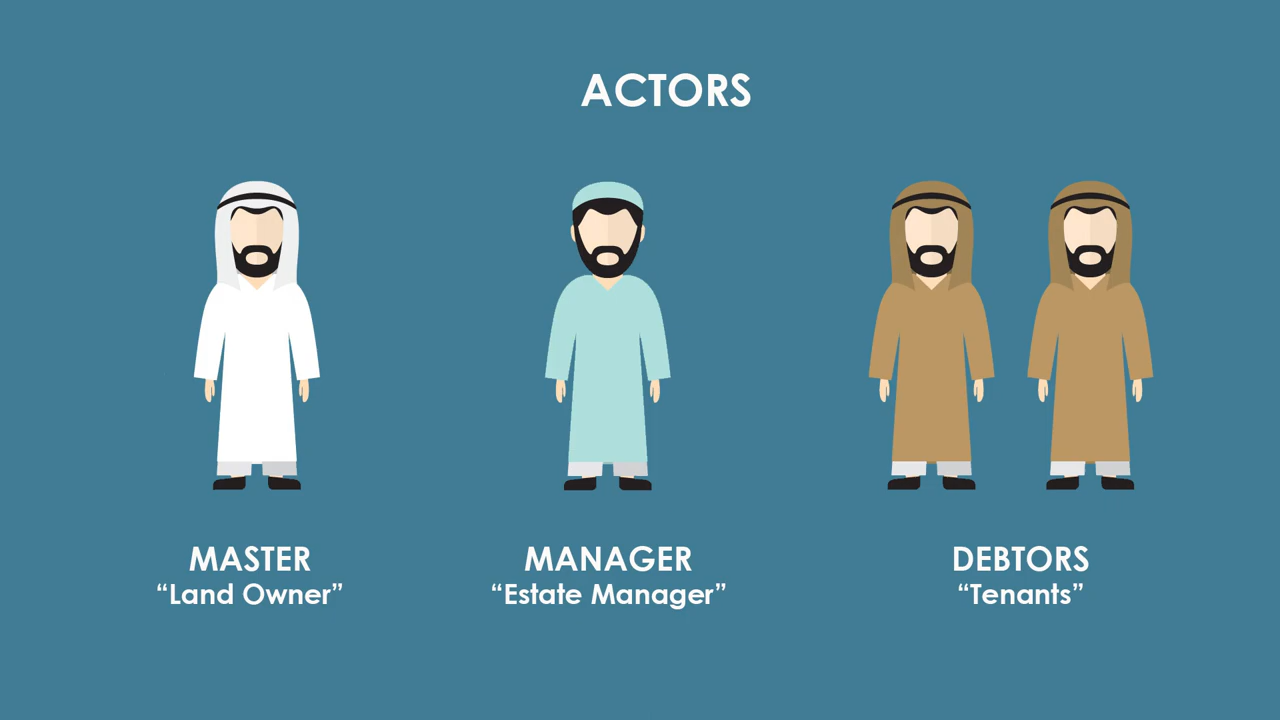 ACTORS
MASTER
“Land Owner”
MANAGER
“Estate Manager”
DEBTORS
“Tenants”